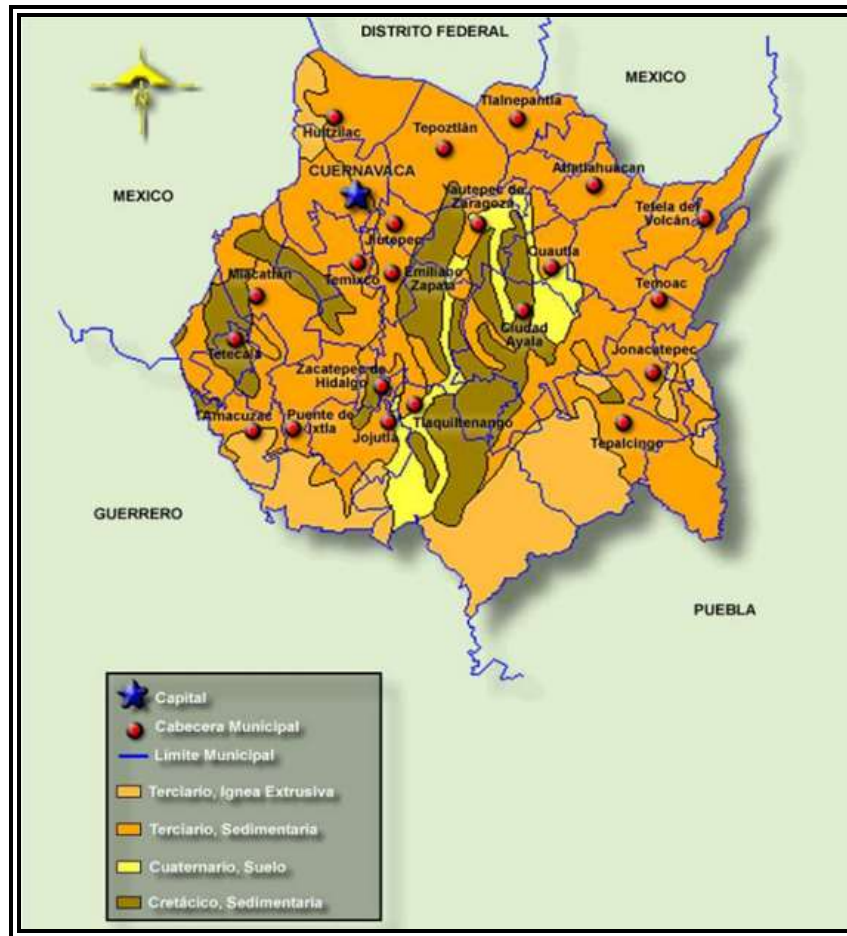 DISTRITO FEDERAL
MEXICO
Tlalnepantla
Huitzilac
Tepoztlán
N
CUERNAVACA
Atlatlahuacan
MEXICO
Yautepec de
Zaragoza
Tetela del
Volcán
Jiutepec
Cuautla
Temixco
Emiliano
Zapata
Miacatlán
Temoac
Ciudad
Ayala
Tetecala
Jonacatepec
Zacatepec de
Hidalgo
Amacuzac
Puente de
Ixtla
Jojutla
Tlaquiltenango
Tepalcingo
GUERRERO
PUEBLA
Capital
Cabecera Municipal
Límite Municipal
Terciario, Ignea Extrusiva
Terciario, Sedimentaria
Cuaternario, Suelo
Cretácico, Sedimentaria